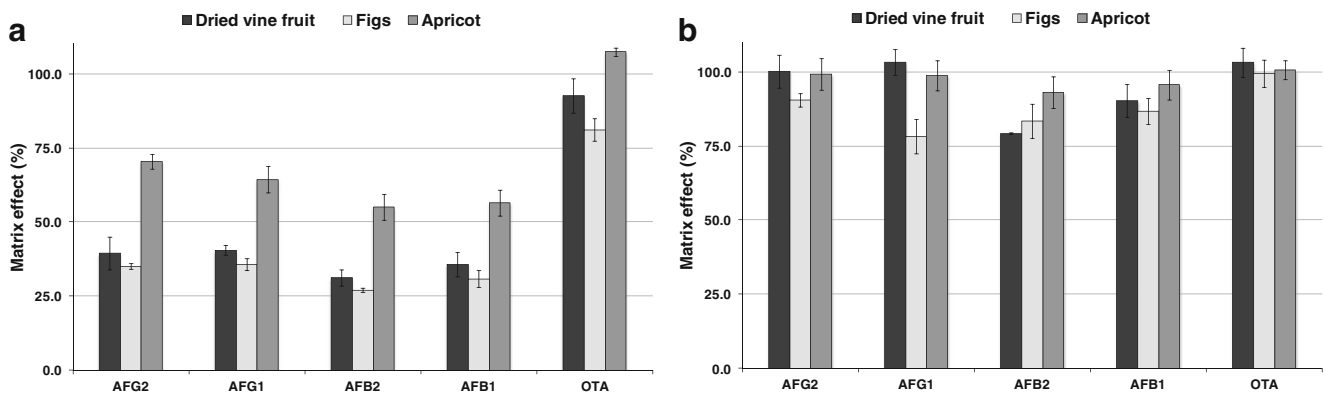 a
Dried vine fruit Figs Apricot
Matrix effect (%)
100.0
75.0
50.0
25.0
0.0
AFG2 AFG1 AFB2 AFB1 OTA
b
Dried vine fruit Figs Apricot
Matrix effect (%)
100.0
75.0
50.0
25.0
0.0
AFG2 AFG1 AFB2 AFB1 OTA